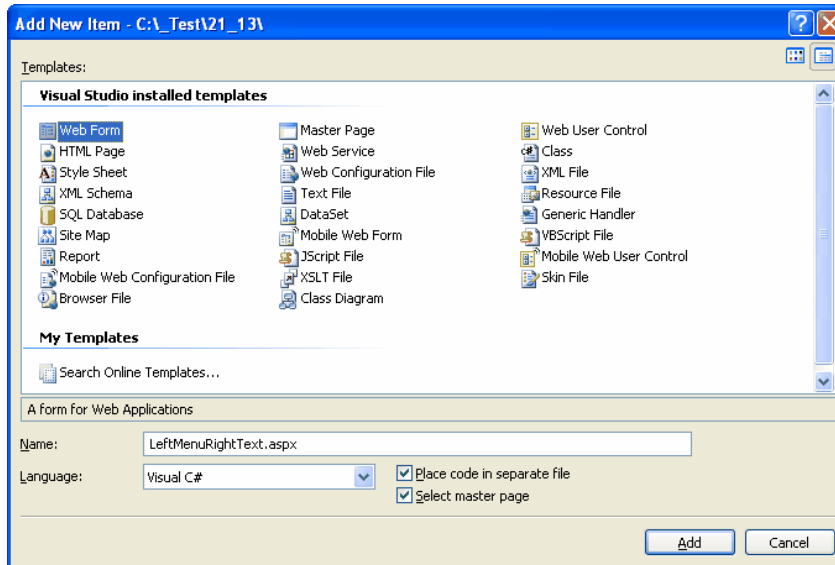 Add New Item - C:\_Test\21_13\
Templates:
Visual Studio installed templates
Web Form Master Page Web User Control
HTML Page Web Service Class
Style Sheet Web Configuration File XML File
XML Schema Text File Resource File
SQL Database DataSet Generic Handler
Site Map Mobile Web Form VBScript File
Report JScript File Mobile Web User Control
Mobile Web Configuration File XSLT File Skin File
Browser File Class Diagram
My Templates
Search Online Templates...
A form for Web Applications
Name: LeftMenuRightText.aspx
Language: Visual C# Place code in separate file
Select master page
Add Cancel